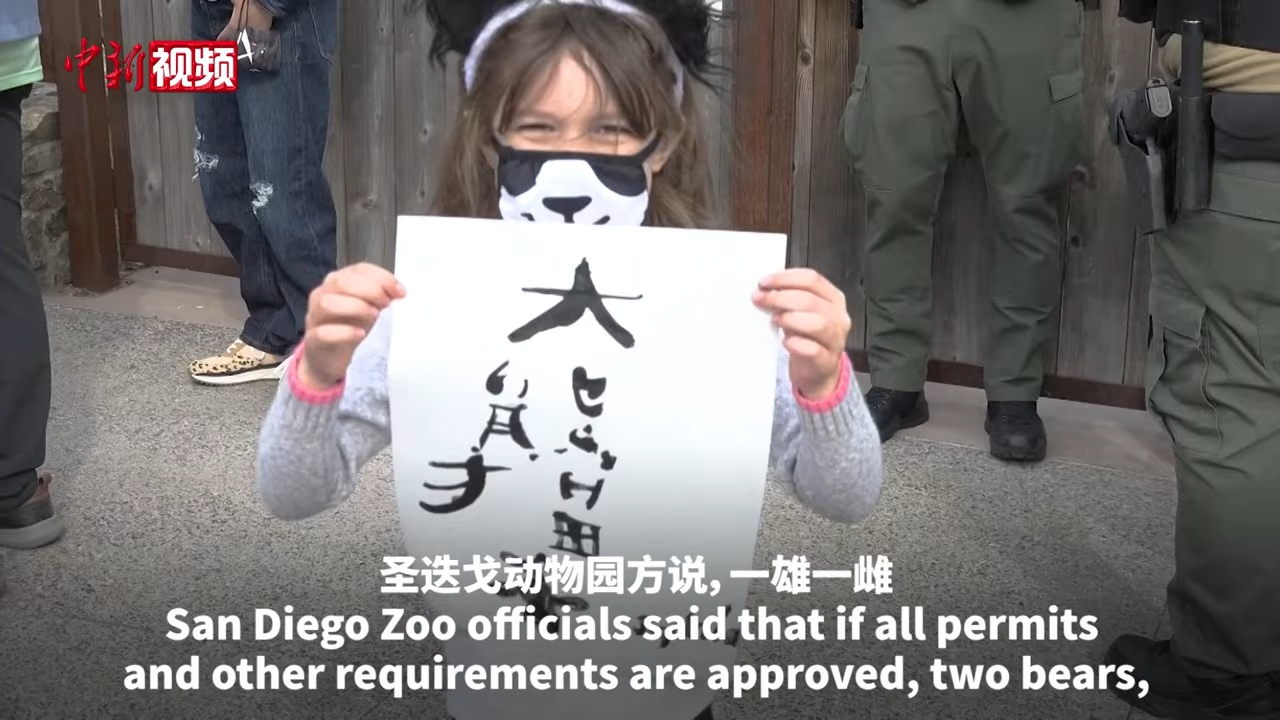 中新视频
大
圣迭戈动物园方说，一雄一雌
San Diego Zoo officials said that if all permits
and other requirements are approved, two bears,